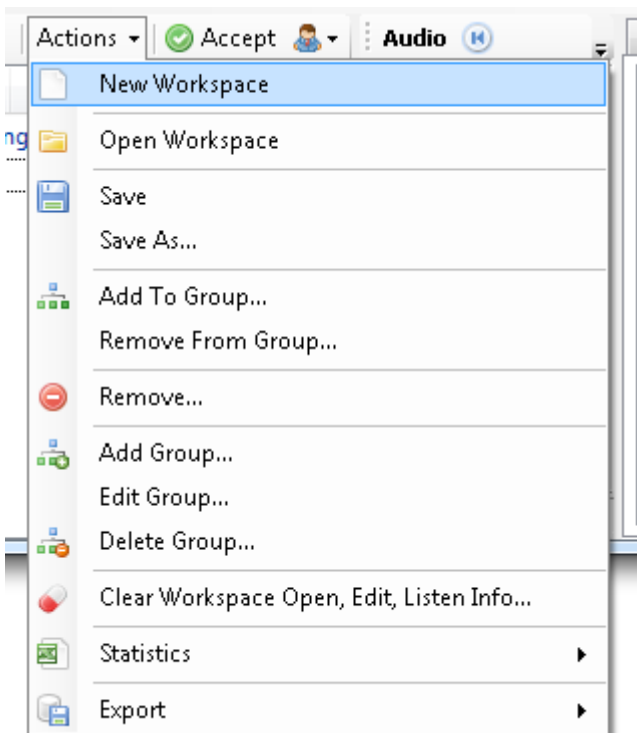 Actions Accept Audio
New Workspace
ng
Open Workspace
Save
Save As...
Add To Group...
Remove From Group...
Remove...
Add Group...
Edit Group...
Delete Group...
Clear Workspace Open, Edit, Listen Info...
Statistics
Export